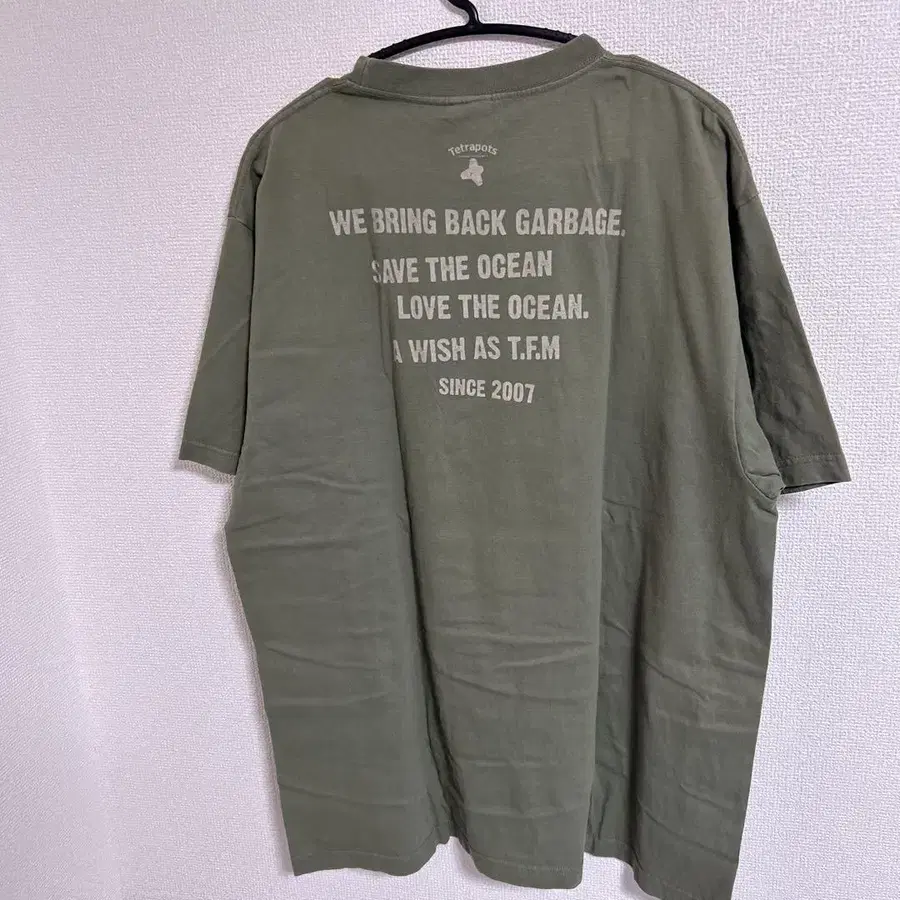 Tetrapots
WE BRING BACK GARBAGE.
SAVE THE OCEAN
LOVE THE OCEAN.
A WISH AS T.F.M
SINCE 2007